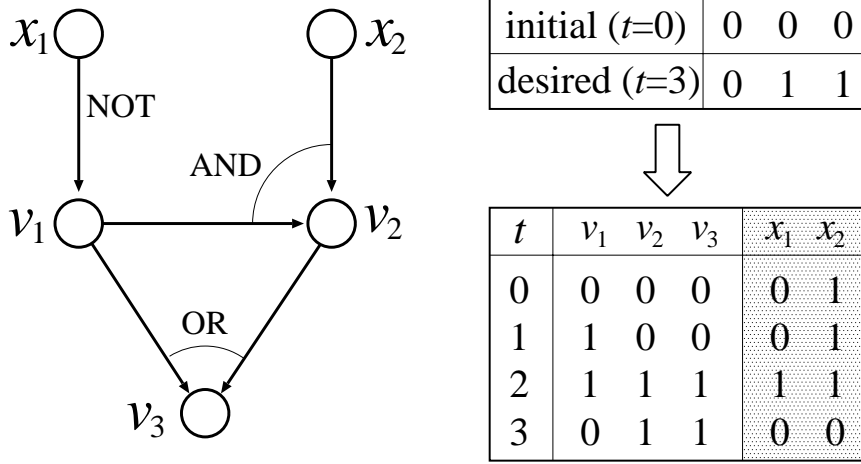 x1 x2
NOT
AND
v1 v2
OR
v3
initial (t=0) 0 0 0
desired (t=3) 0 1 1
t v1 v2 v3 x1 x2
0 0 0 0 0 1
1 1 0 0 0 1
2 1 1 1 1 1
3 0 1 1 0 0